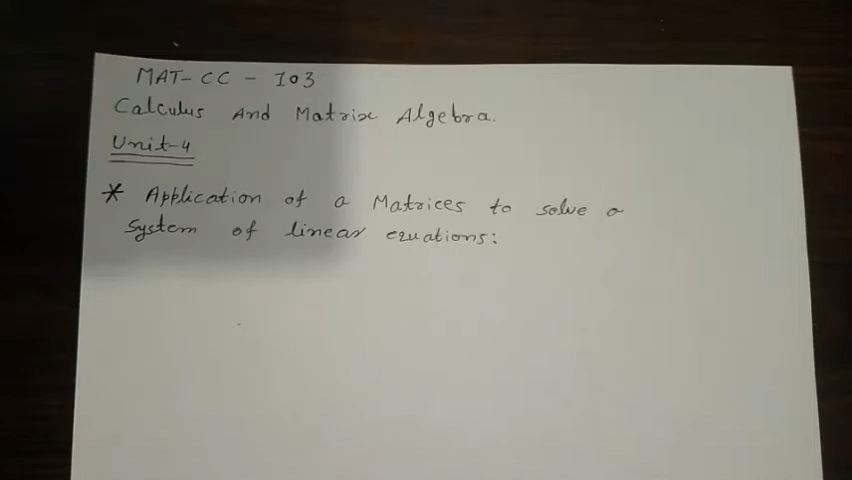 MAT-CC-103
Calculus And Matrix Algebra.
Unit-4
* Application of a Matrices to solve a
system of linear equations: